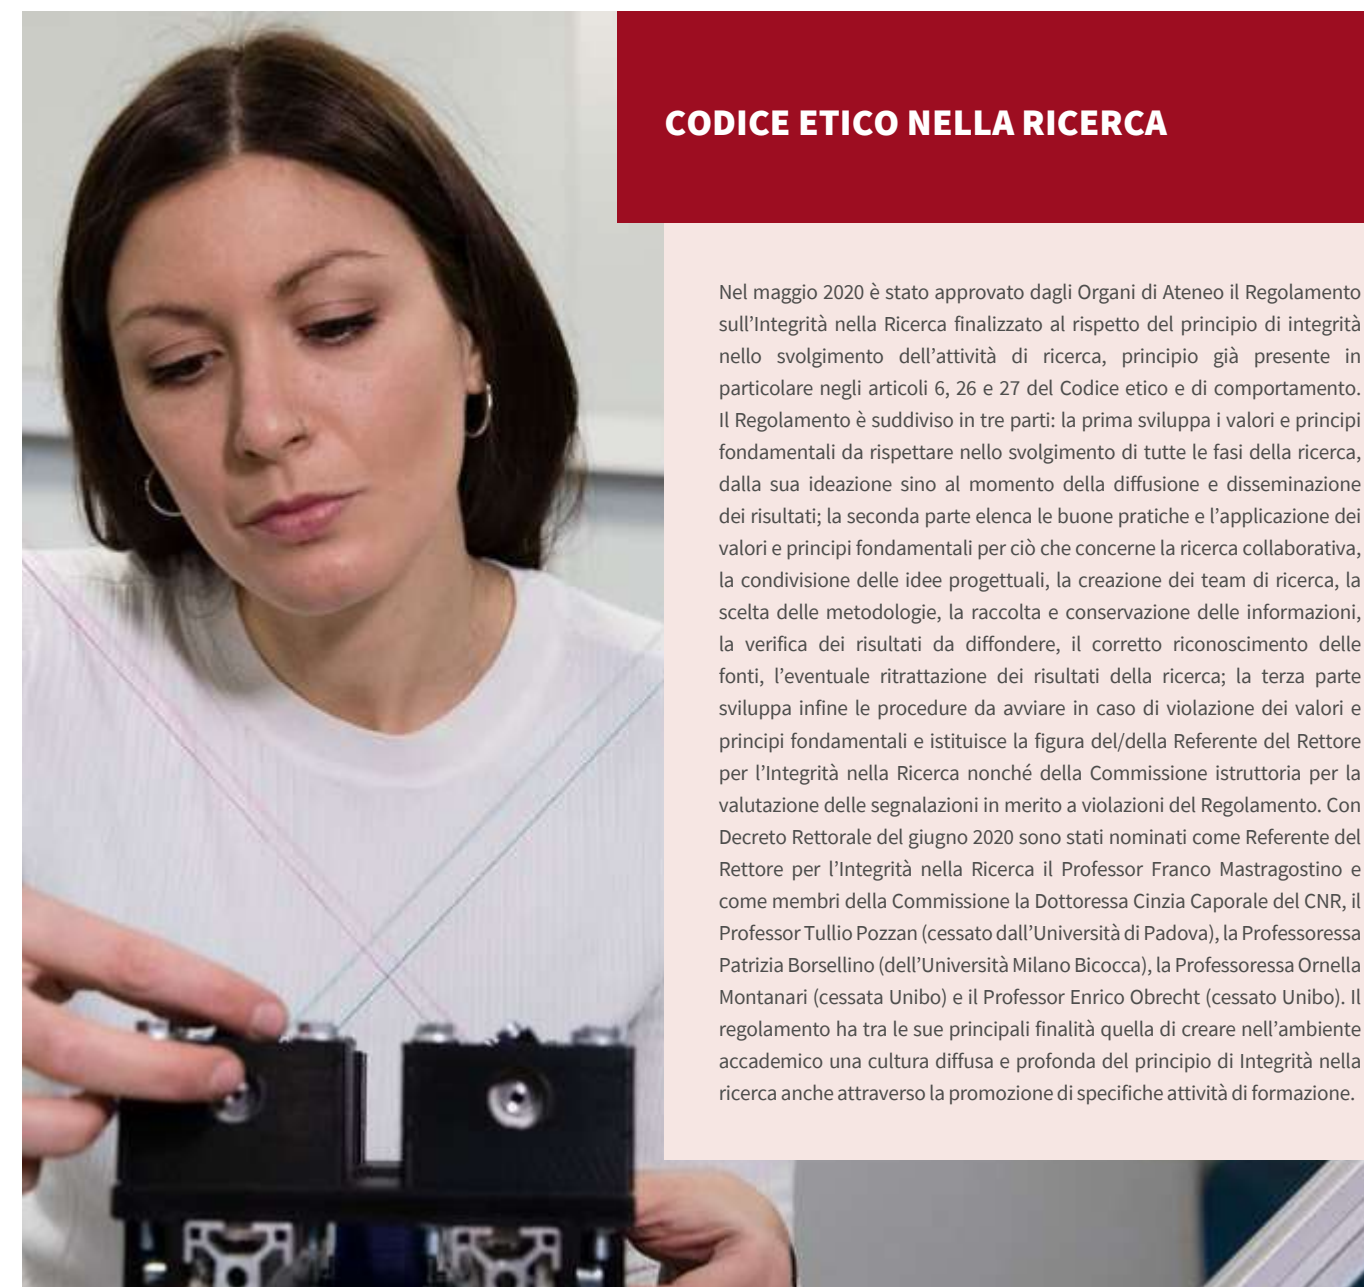 CODICE ETICO NELLA RICERCA
Nel maggio 2020 è stato approvato dagli Organi di Ateneo il Regolamento
sull’Integrità nella Ricerca finalizzato al rispetto del principio di integrità
nello svolgimento dell’attività di ricerca, principio già presente in
particolare negli articoli 6, 26 e 27 del Codice etico e di comportamento.
Il Regolamento è suddiviso in tre parti: la prima sviluppa i valori e principi
fondamentali da rispettare nello svolgimento di tutte le fasi della ricerca,
dalla sua ideazione sino al momento della diffusione e disseminazione
dei risultati; la seconda parte elenca le buone pratiche e l’applicazione dei
valori e principi fondamentali per ciò che concerne la ricerca collaborativa,
la condivisione delle idee progettuali, la creazione dei team di ricerca, la
scelta delle metodologie, la raccolta e conservazione delle informazioni,
la verifica dei risultati da diffondere, il corretto riconoscimento delle
fonti, l’eventuale ritrattazione dei risultati della ricerca; la terza parte
sviluppa infine le procedure da avviare in caso di violazione dei valori e
principi fondamentali e istituisce la figura del/della Referente del Rettore
per l’Integrità nella Ricerca nonché della Commissione istruttoria per la
valutazione delle segnalazioni in merito a violazioni del Regolamento. Con
Decreto Rettorale del giugno 2020 sono stati nominati come Referente del
Rettore per l’Integrità nella Ricerca il Professor Franco Mastragostino e
come membri della Commissione la Dottoressa Cinzia Caporale del CNR, il
Professor Tullio Pozzan (cessato dall’Università di Padova), la Professoressa
Patrizia Borsellino (dell’Università Milano Bicocca), la Professoressa Ornella
Montanari (cessata Unibo) e il Professor Enrico Obrecht (cessato Unibo). Il
regolamento ha tra le sue principali finalità quella di creare nell’ambiente
accademico una cultura diffusa e profonda del principio di Integrità nella
ricerca anche attraverso la promozione di specifiche attività di formazione.